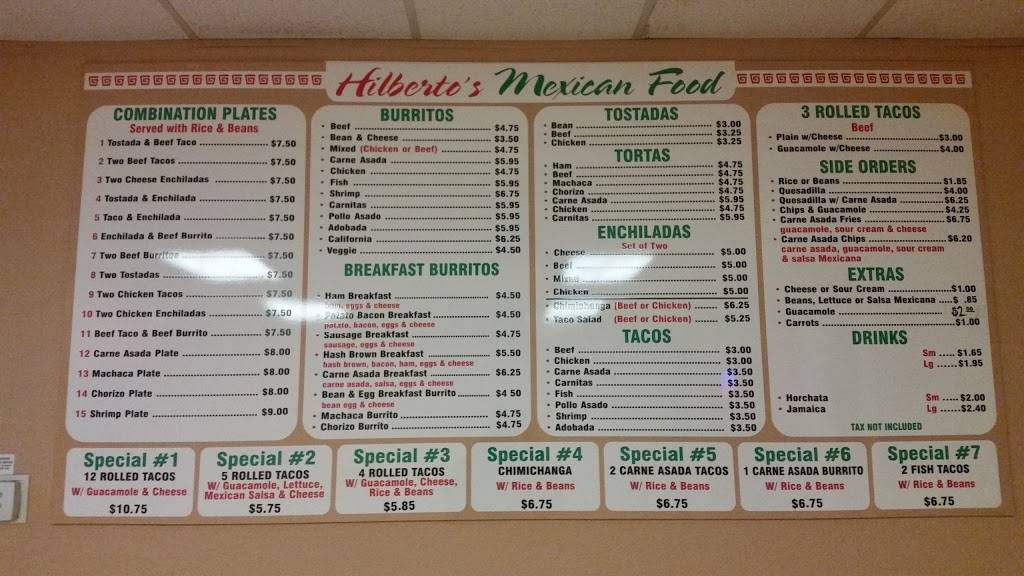 Hilberto's Mexican Food
COMBINATION PLATES
Served with Rice & Beans
1 Tostada & Beef Taco $7.50
2 Two Beef Tacos $7.50
3 Two Cheese Enchiladas $7.50
4 Tostada & Enchilada $7.50
5 Taco & Enchilada $7.50
6 Enchilada & Beef Burrito $7.50
7 Two Beef Burritos $7.50
8 Two Tostadas $7.50
9 Two Chicken Tacos $7.50
10 Two Chicken Enchiladas $7.50
11 Beef Taco & Beef Burrito $7.50
12 Carne Asada Plate $8.00
13 Machaca Plate $8.00
14 Chorizo Plate $8.00
15 Shrimp Plate $9.00
BURRITOS
• Beef $4.75
• Bean & Cheese $3.50
• Mixed (Chicken or Beef) $4.75
• Carne Asada $5.95
• Chicken $4.75
• Fish $5.95
• Shrimp $6.75
• Carnitas $5.95
• Pollo Asado $5.95
• Adobada $5.95
• California $6.25
• Veggie $4.50
BREAKFAST BURRITOS
• Ham Breakfast $4.50
ham, eggs & cheese
• Potato Bacon Breakfast $4.50
potato, bacon, eggs & cheese
• Sausage Breakfast $4.75
sausage, eggs & cheese
• Hash Brown Breakfast $5.50
hash brown, bacon, ham, eggs & cheese
• Carne Asada Breakfast $6.25
carne asada, salsa, eggs & cheese
• Bean & Egg Breakfast Burrito $4 50
bean egg & cheese
• Machaca Burrito $4.75
• Chorizo Burrito $4.75
TOSTADAS
• Bean $3.00
• Beef $3.25
• Chicken $3.25
TORTAS
• Ham $4.75
• Beef $4.75
• Machaca $4.75
• Chorizo $4.75
• Carne Asada $5.95
• Chicken $4.75
• Carnitas $5.95
ENCHILADAS
Set of Two
• Cheese $5.00
• Beef $5.00
• Mixed $5.00
• Chicken $5.00
• Chimichanga (Beef or Chicken) $6.25
• Taco Salad (Beef or Chicken) $5.25
TACOS
• Beef $3.00
• Chicken $3.00
• Carne Asada $3.50
• Carnitas $3.50
• Fish $3.50
• Pollo Asado $3.50
• Shrimp $3.50
• Adobada $3.50
3 ROLLED TACOS
Beef
• Plain w/Cheese $3.00
• Guacamole w/Cheese $4.00
SIDE ORDERS
• Rice or Beans $1.85
• Quesadilla $4.00
• Quesadilla w/ Carne Asada $6.25
• Chips & Guacamole $4.25
• Carne Asada Fries $6.75
guacamole, sour cream & cheese
• Carne Asada Chips $6.20
carne asada, guacamole, sour cream
& salsa Mexicana
EXTRAS
• Cheese or Sour Cream $1.00
• Beans, Lettuce or Salsa Mexicana $ .85
• Guacamole $2.00
• Carrots $1.00
DRINKS
Sm $1.65
Lg $1.95
• Horchata Sm $2.00
• Jamaica Lg $2.40
TAX NOT INCLUDED
Special #1
12 ROLLED TACOS
W/ Guacamole & Cheese
$10.75
Special #2
5 ROLLED TACOS
W/ Guacamole, Lettuce,
Mexican Salsa & Cheese
$5.75
Special #3
4 ROLLED TACOS
W/ Guacamole, Cheese,
Rice & Beans
$5.85
Special #4
CHIMICHANGA
W/ Rice & Beans
$6.75
Special #5
2 CARNE ASADA TACOS
W/ Rice & Beans
$6.75
Special #6
1 CARNE ASADA BURRITO
W/ Rice & Beans
$6.75
Special #7
2 FISH TACOS
W/ Rice & Beans
$6.75